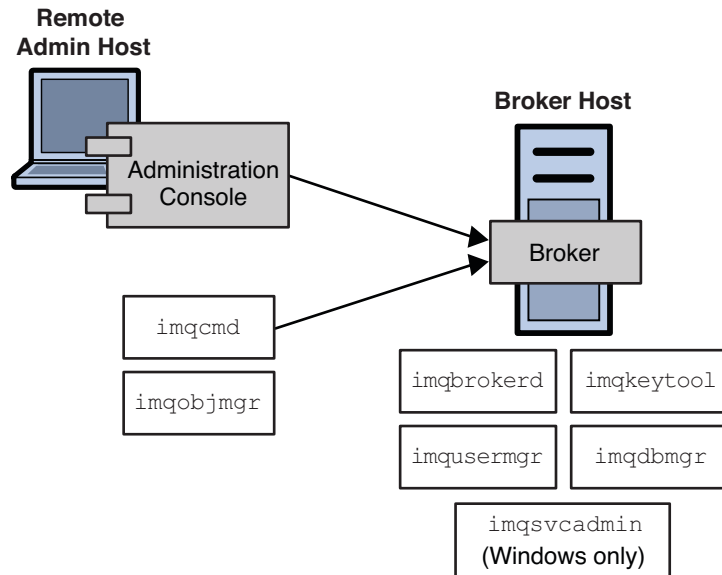 Remote
Admin Host
Administration
Console
Broker Host
Broker
imqcmd
imqobjmgr
imqbrokerd
imqkeytool
imqusermgr
imqdbmgr
imqsvcadmin
(Windows only)